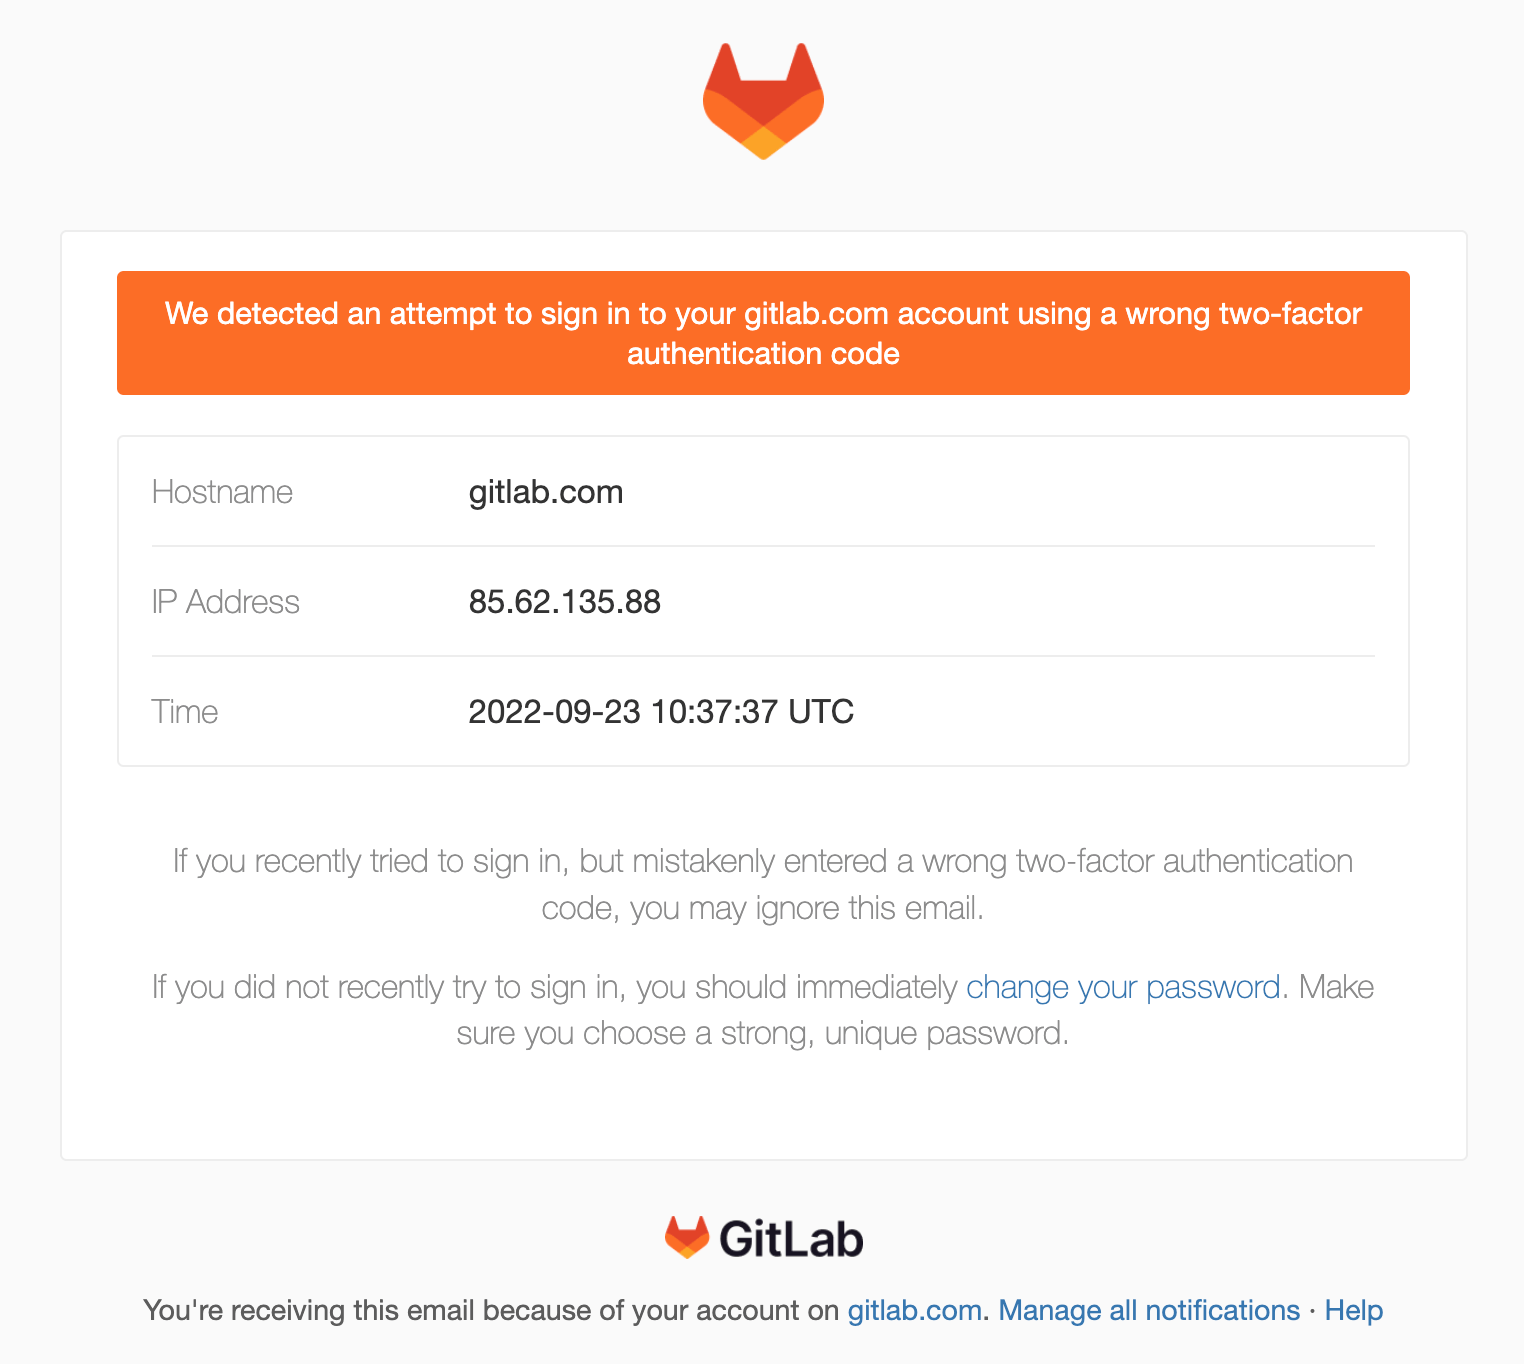 We detected an attempt to sign in to your gitlab.com account using a wrong two-factor
authentication code
Hostname gitlab.com
IP Address 85.62.135.88
Time 2022-09-23 10:37:37 UTC
If you recently tried to sign in, but mistakenly entered a wrong two-factor authentication
code, you may ignore this email.
If you did not recently try to sign in, you should immediately change your password. Make
sure you choose a strong, unique password.
GitLab
You're receiving this email because of your account on gitlab.com. Manage all notifications · Help